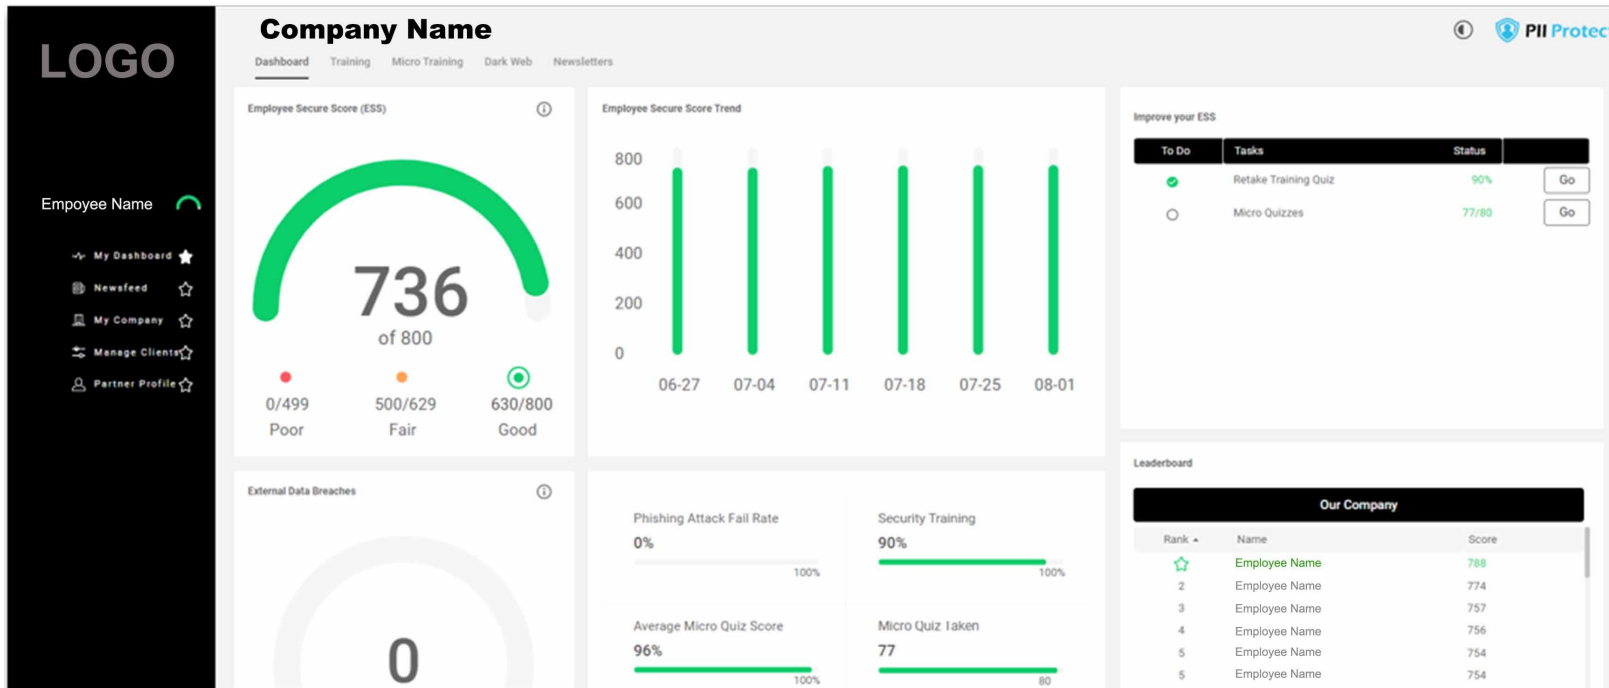 LOGO
Company Name
PII Protec
Dashboard Training Micro Training Dark Web Newsletters
Empoyee Name
My Dashboard
Newsfeed
My Company
Manage Clients
Partner Profile
Employee Secure Score (ESS)
736
of 800
0/499 500/629 630/800
Poor Fair Good
Employee Secure Score Trend
800
600
400
200
0
06-27 07-04 07-11 07-18 07-25 08-01
Improve your ESS
To Do Tasks Status
Retake Training Quiz 90% Go
Micro Quizzes 77/80 Go
External Data Breaches
0
Phishing Attack Fail Rate
0%
100%
Security Training
90%
100%
Average Micro Quiz Score
96%
100%
Micro Quiz Taken
77
80
Leaderboard
Our Company
Rank Name Score
Employee Name 788
2 Employee Name 774
3 Employee Name 757
4 Employee Name 756
5 Employee Name 754
5 Employee Name 754